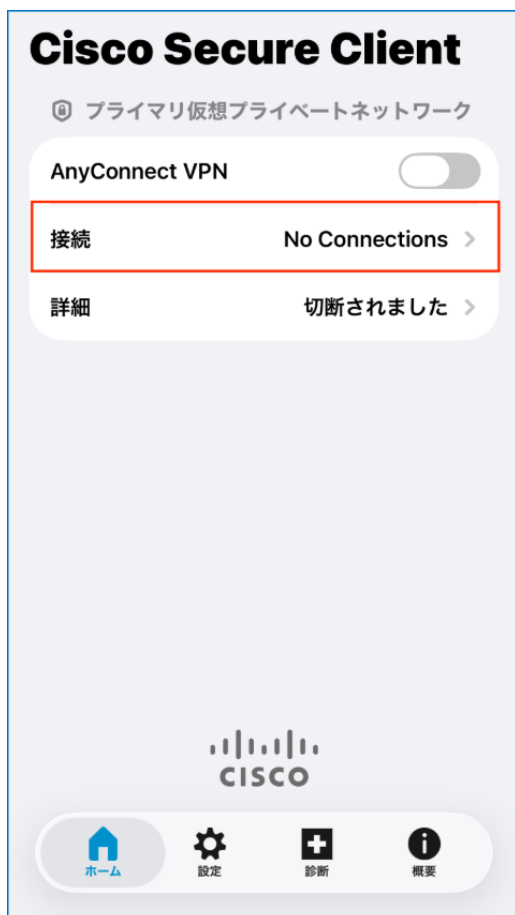 Cisco Secure Client
プライマリ仮想プライベートネットワーク
AnyConnect VPN
接続 No Connections
詳細 切断されました
CISCO
ホーム 設定 診断 概要